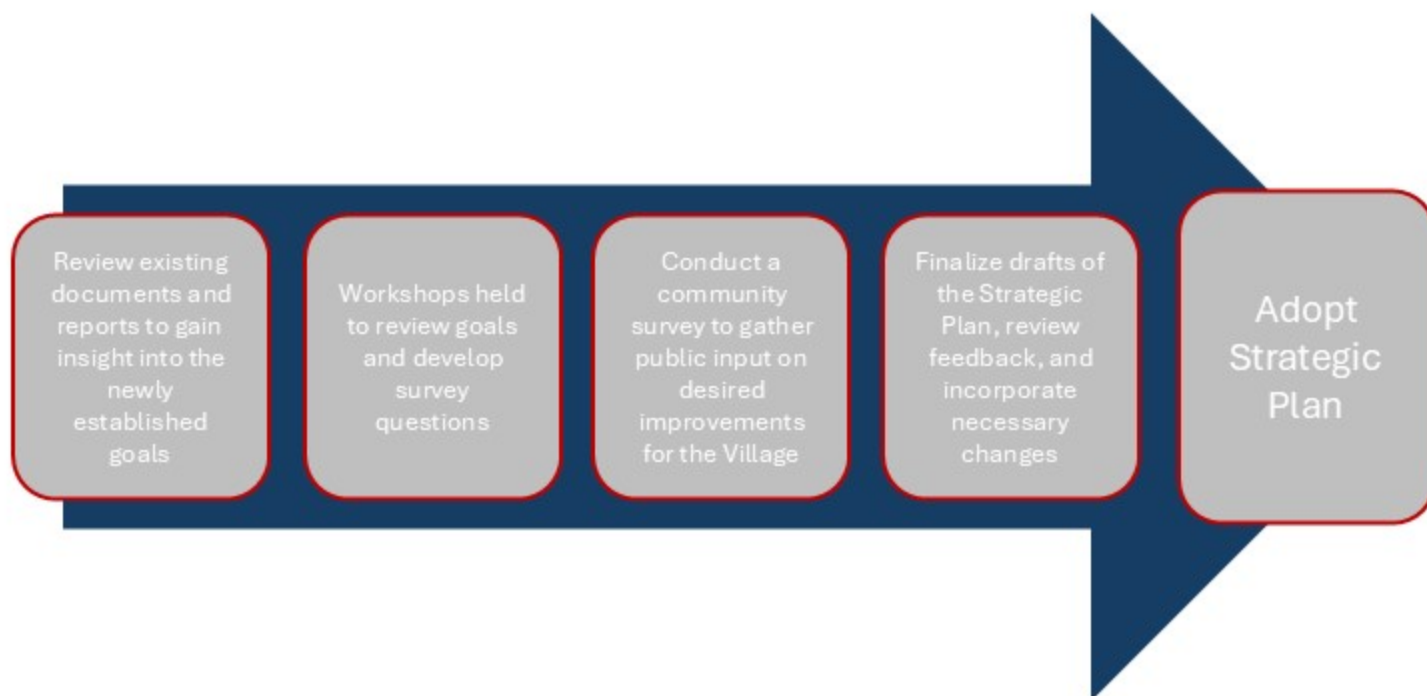 Review existing
documents and
reports to gain
insight into the
newly
established
goals
Workshops held
to review goals
and develop
survey
questions
Conduct a
community
survey to gather
public input on
desired
improvements
for the Village
Finalize drafts of
the Strategic
Plan, review
feedback, and
incorporate
necessary
changes
Adopt
Strategic
Plan